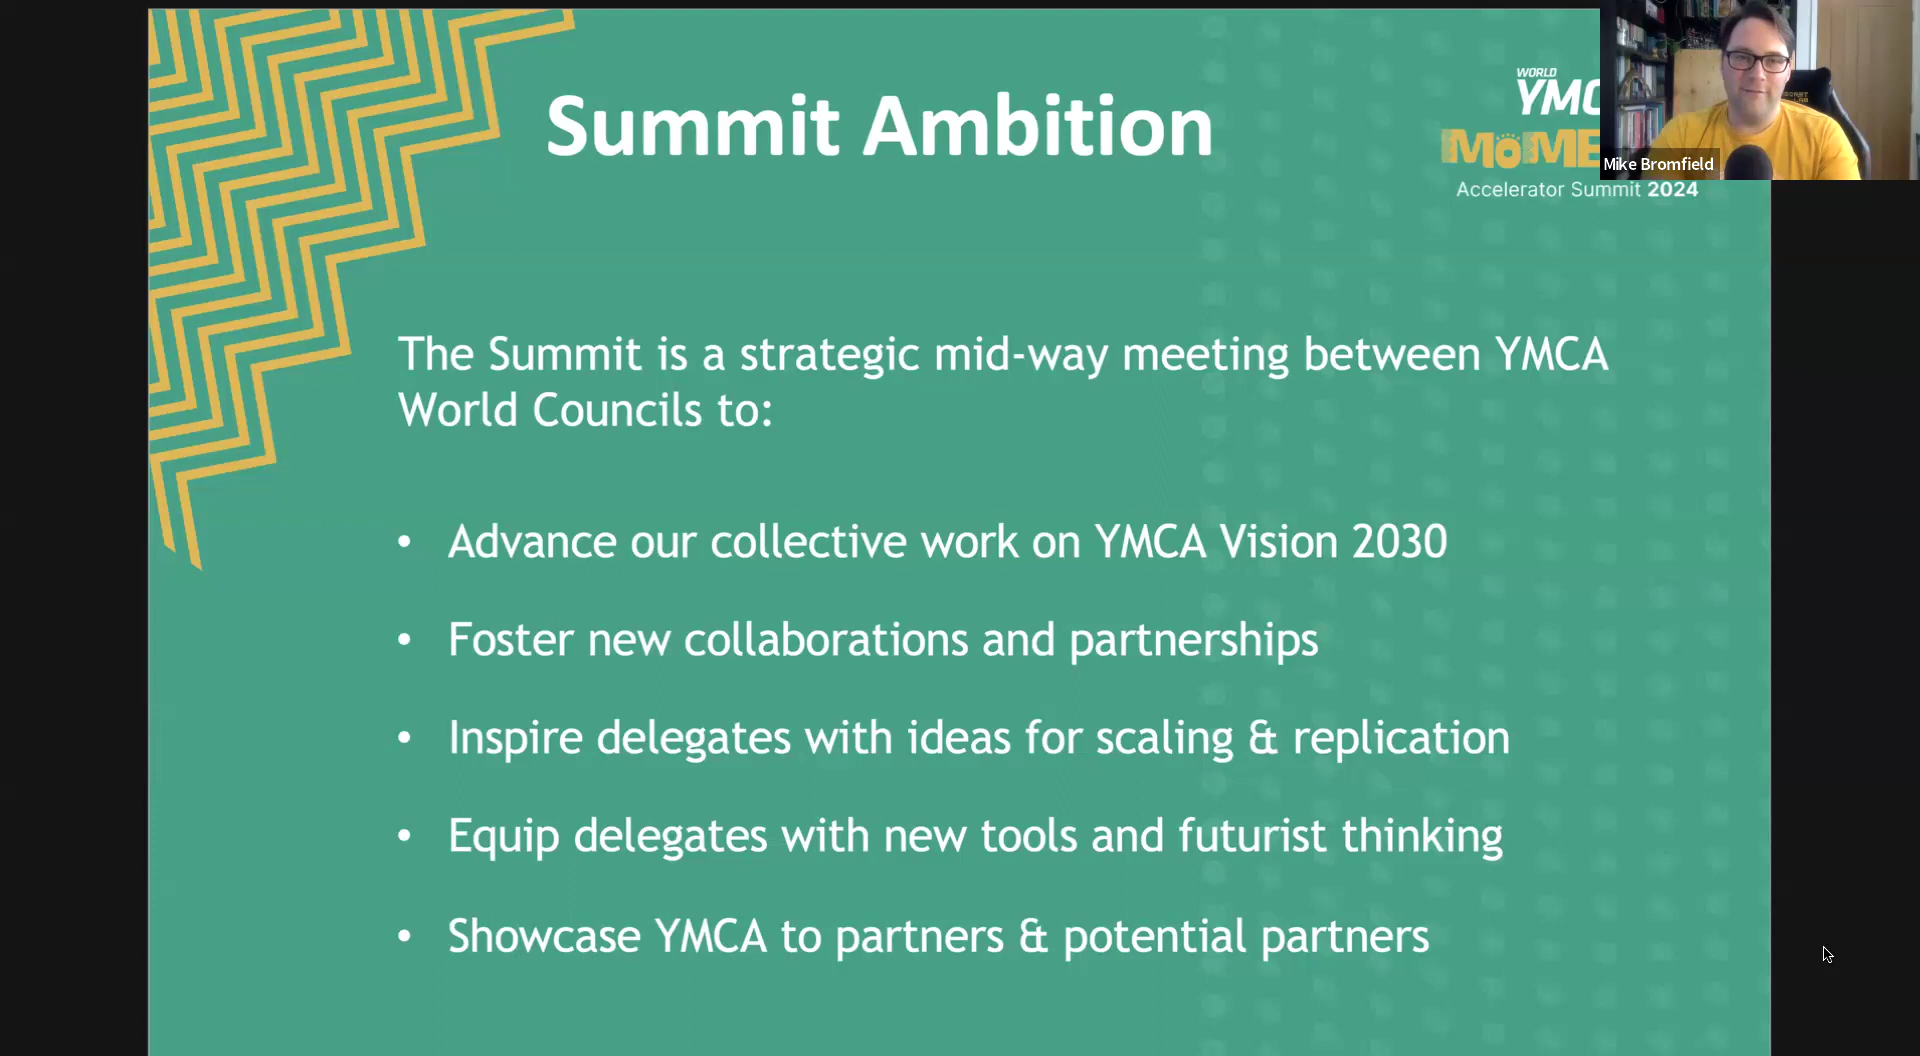 Summit Ambition
WORLD
YMC
MOME
Accelerator Summit 2024
Mike Bromfield
The Summit is a strategic mid-way meeting between YMCA
World Councils to:
• Advance our collective work on YMCA Vision 2030
• Foster new collaborations and partnerships
• Inspire delegates with ideas for scaling & replication
• Equip delegates with new tools and futurist thinking
• Showcase YMCA to partners & potential partners